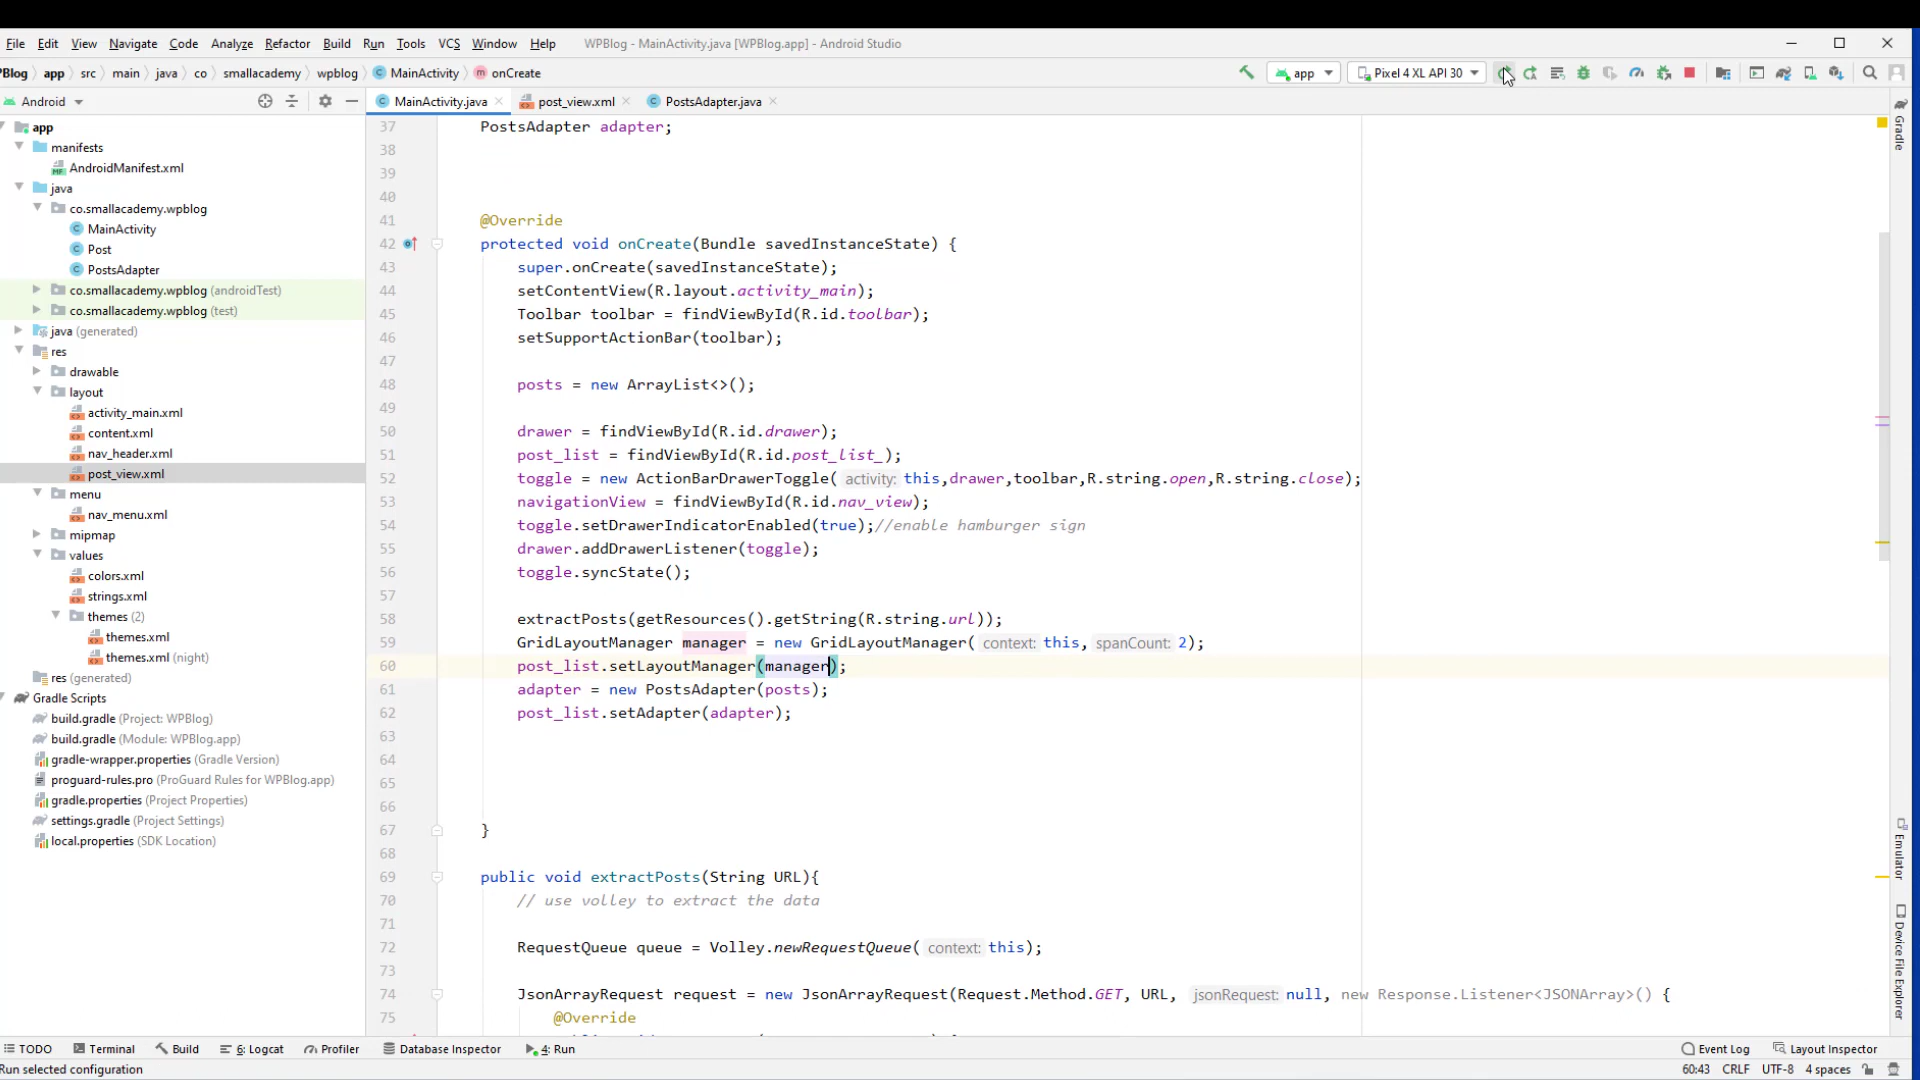 File Edit View Navigate Code Analyze Refactor Build Run Tools VCS Window Help WPBlog - MainActivity.java [WPBlog.app] - Android Studio
PBlog app src main java co smallacademy wpblog MainActivity onCreate app Pixel 4 XL API 30
Android MainActivity.java post_view.xml PostsAdapter.java
app
manifests
AndroidManifest.xml
java
co.smallacademy.wpblog
MainActivity
Post
PostsAdapter
co.smallacademy.wpblog (androidTest)
co.smallacademy.wpblog (test)
java (generated)
res
drawable
layout
activity_main.xml
content.xml
nav_header.xml
post_view.xml
menu
nav_menu.xml
mipmap
values
colors.xml
strings.xml
themes (2)
themes.xml
themes.xml (night)
res (generated)
Gradle Scripts
build.gradle (Project: WPBlog)
build.gradle (Module: WPBlog.app)
gradle-wrapper.properties (Gradle Version)
proguard-rules.pro (ProGuard Rules for WPBlog.app)
gradle.properties (Project Properties)
settings.gradle (Project Settings)
local.properties (SDK Location)
37 PostsAdapter adapter;
38
39
40
41 @Override
42 protected void onCreate(Bundle savedInstanceState) {
43 super.onCreate(savedInstanceState);
44 setContentView(R.layout.activity_main);
45 Toolbar toolbar = findViewById(R.id.toolbar);
46 setSupportActionBar(toolbar);
47
48 posts = new ArrayList<>();
49
50 drawer = findViewById(R.id.drawer);
51 post_list = findViewById(R.id.post_list_);
52 toggle = new ActionBarDrawerToggle( activity: this,drawer,toolbar,R.string.open,R.string.close);
53 navigationView = findViewById(R.id.nav_view);
54 toggle.setDrawerIndicatorEnabled(true);//enable hamburger sign
55 drawer.addDrawerListener(toggle);
56 toggle.syncState();
57
58 extractPosts(getResources().getString(R.string.url));
59 GridLayoutManager manager = new GridLayoutManager( context: this, spanCount: 2);
60 post_list.setLayoutManager(manager);
61 adapter = new PostsAdapter(posts);
62 post_list.setAdapter(adapter);
63
64
65
66
67 }
68
69 public void extractPosts(String URL){
70 // use volley to extract the data
71
72 RequestQueue queue = Volley.newRequestQueue( context: this);
73
74 JsonArrayRequest request = new JsonArrayRequest(Request.Method.GET, URL, jsonRequest: null, new Response.Listener<JSONArray>() {
75 @Override
Gradle
Emulator
Device File Explorer
TODO Terminal Build 6: Logcat Profiler Database Inspector 4: Run Event Log Layout Inspector
Run selected configuration 60:43 CRLF UTF-8 4 spaces